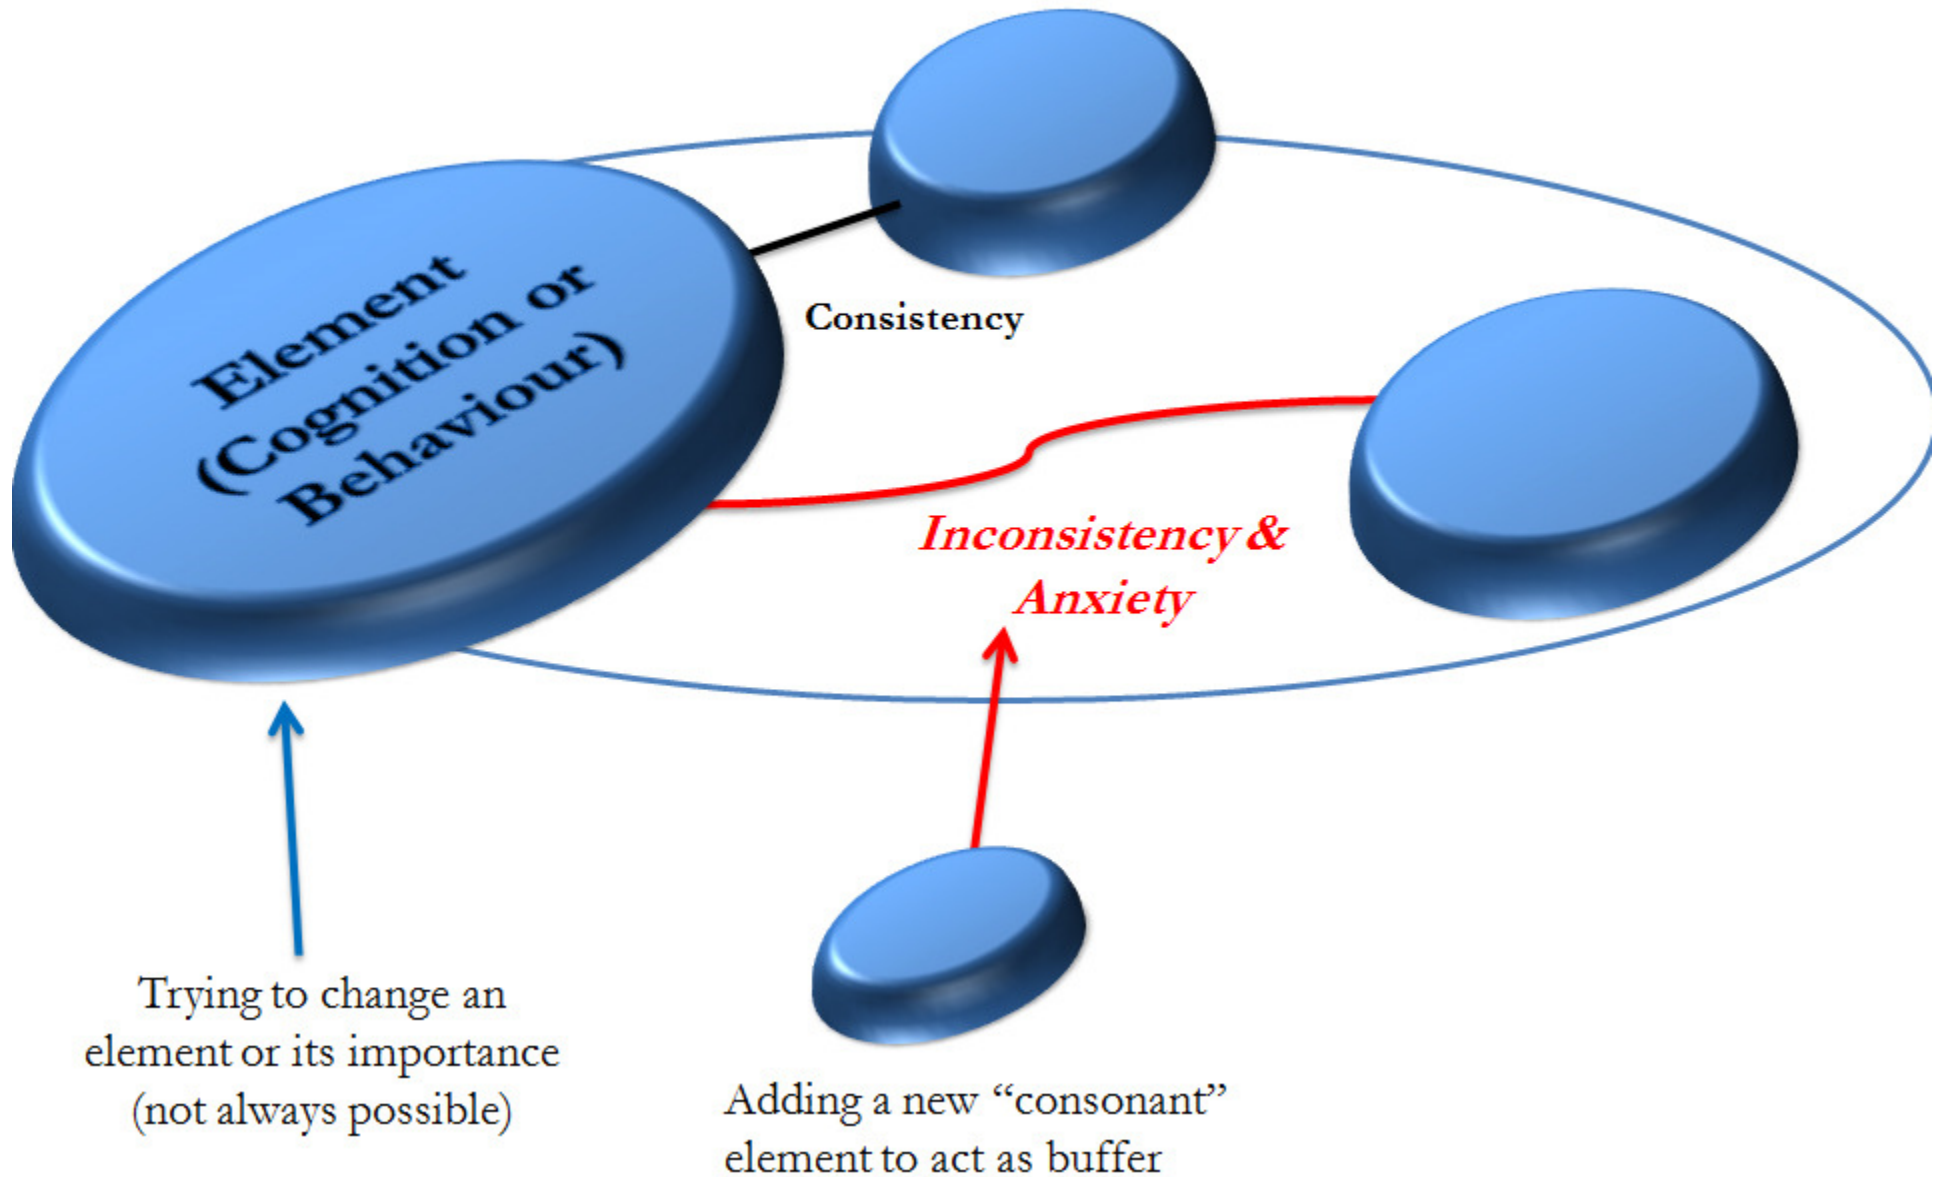 Element
(Cognition or
Behaviour)
Consistency
Inconsistency &
Anxiety
Trying to change an
element or its importance
(not always possible)
Adding a new “consonant”
element to act as buffer